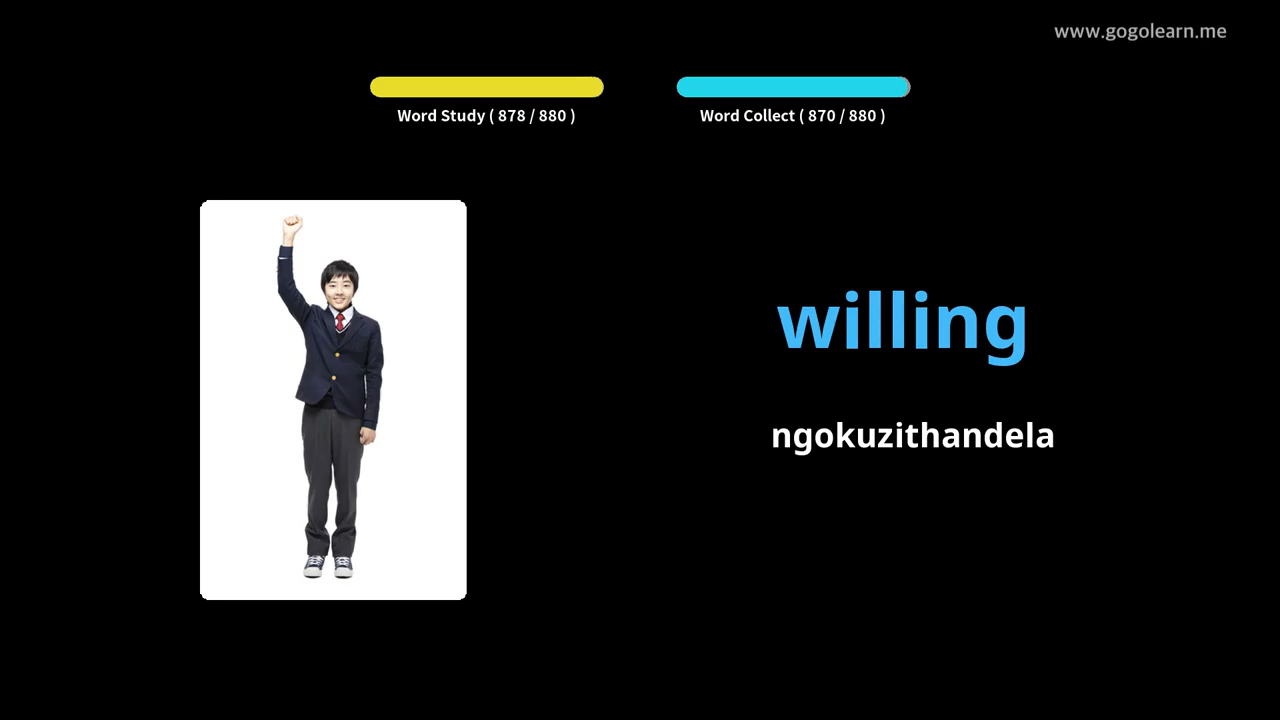 www.gogolearn.me
Word Study ( 878 / 880 )
Word Collect ( 870 / 880 )
willing
ngokuzithandela